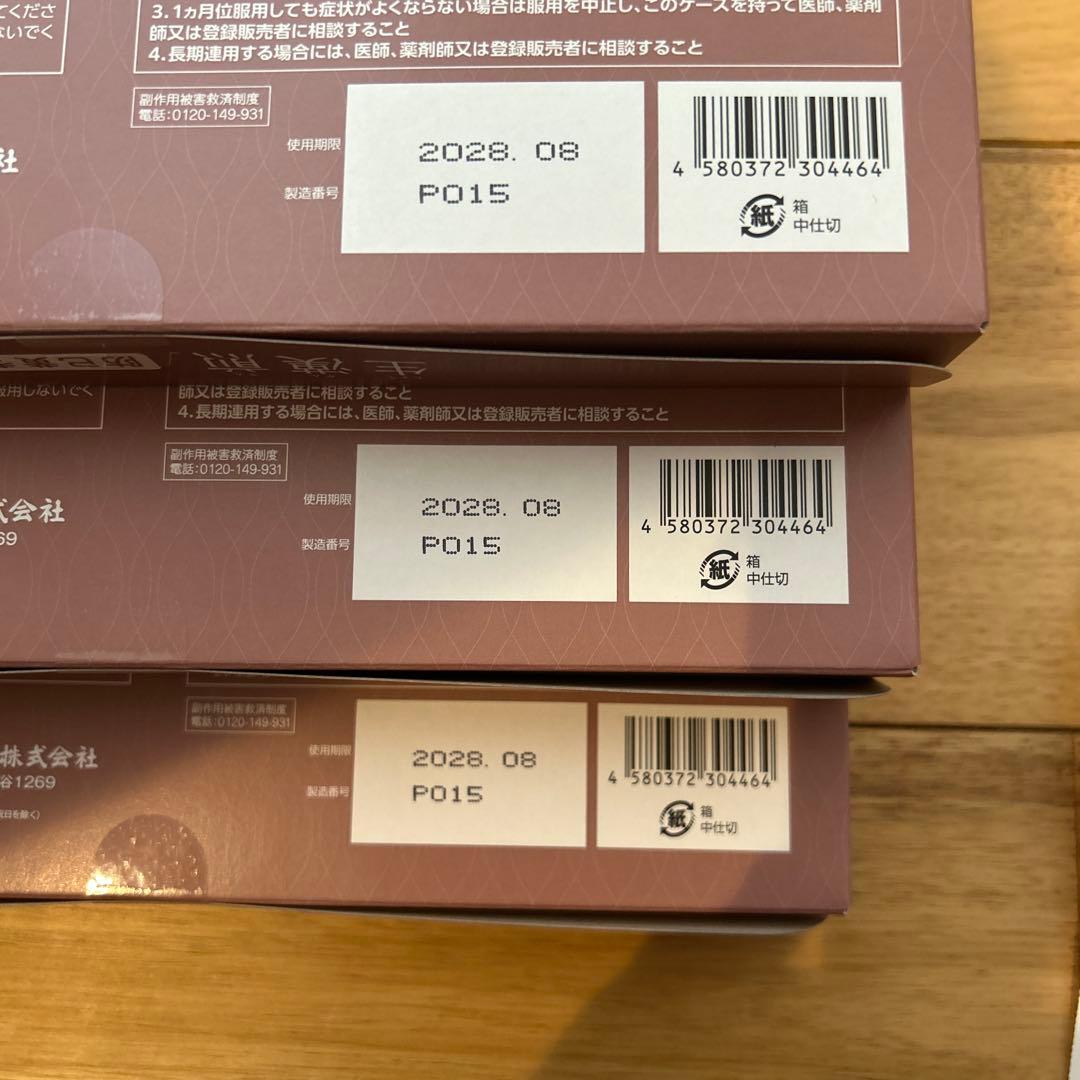 てくださ
ないでく
3.1ヵ月位服用しても症状がよくならない場合は服用を中止し、このケースを持って医師、薬剤
師又は登録販売者に相談すること
4.長期連用する場合には、医師、薬剤師又は登録販売者に相談すること
副作用被害救済制度
電話:0120-149-931
社
使用期限
2028. 08
製造番号
P015
4 580372 304464
紙
箱
中仕切
防已黄
生漢煎
服用しないでく
師又は登録販売者に相談すること
4.長期連用する場合には、医師、薬剤師又は登録販売者に相談すること
副作用被害救済制度
電話:0120-149-931
式会社
69
使用期限
2028. 08
製造番号
P015
4 580372 304464
紙
箱
中仕切
副作用被害救済制度
電話:0120-149-931
株式会社
谷1269
祝日を除く)
使用期限
2028. 08
製造番号
P015
4 580372 304464
紙
箱
中仕切